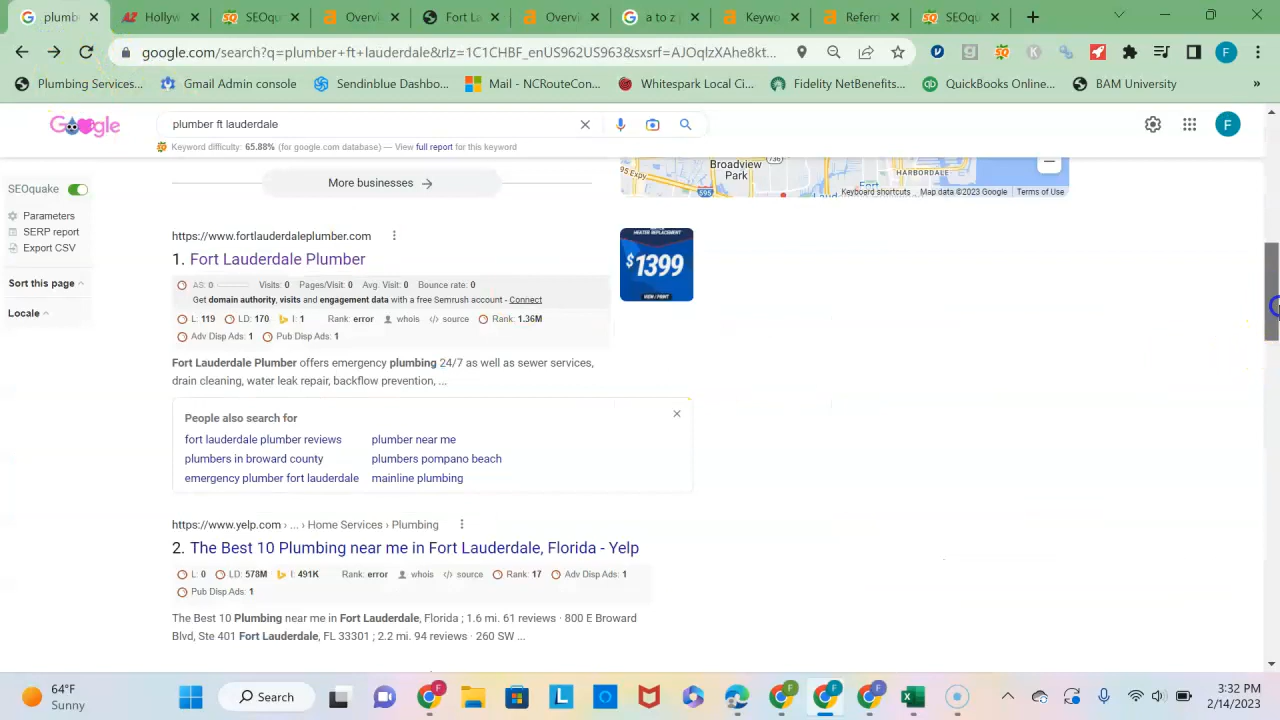 plumb
Hollyw
SEOqu
Overvi
Fort La
Overvi
a to z p
Keywo
Referri
SEOqu
google.com/search?q=plumber+ft+lauderdale&rlz=1C1CHBF_enUS962US963&sxsrf=AJOqlzXAhe8kt...
F
Plumbing Services...
Gmail Admin console
Sendinblue Dashbo...
Mail - NCRouteCon...
Whitespark Local Ci...
Fidelity NetBenefits...
QuickBooks Online...
BAM University
Google
plumber ft lauderdale
F
Keyword difficulty: 65.88% (for google.com database) — View full report for this keyword
SEOquake
Parameters
SERP report
Export CSV
Sort this page
Locale
More businesses →
Broadview
Park
736
HARBORDALE
Fort
595
Keyboard shortcuts
Map data ©2023 Google
Terms of Use
https://www.fortlauderdaleplumber.com
1. Fort Lauderdale Plumber
AS: 0 Visits: 0 Pages/Visit: 0 Avg. Visit: 0 Bounce rate: 0
Get domain authority, visits and engagement data with a free Semrush account - Connect
L: 119 LD: 170 I: 1 Rank: error whois source Rank: 1.36M
Adv Disp Ads: 1 Pub Disp Ads: 1
Fort Lauderdale Plumber offers emergency plumbing 24/7 as well as sewer services,
drain cleaning, water leak repair, backflow prevention, ...
HEATER REPLACEMENT
$1399
VIEW / PRINT
People also search for
fort lauderdale plumber reviews plumber near me
plumbers in broward county plumbers pompano beach
emergency plumber fort lauderdale mainline plumbing
https://www.yelp.com › ... › Home Services › Plumbing
2. The Best 10 Plumbing near me in Fort Lauderdale, Florida - Yelp
L: 0 LD: 578M I: 491K Rank: error whois source Rank: 17 Adv Disp Ads: 1
Pub Disp Ads: 1
The Best 10 Plumbing near me in Fort Lauderdale, Florida ; 1.6 mi. 61 reviews · 800 E Broward
Blvd, Ste 401 Fort Lauderdale, FL 33301 ; 2.2 mi. 94 reviews · 260 SW ...
64°F
Sunny
Search
3:32 PM
2/14/2023